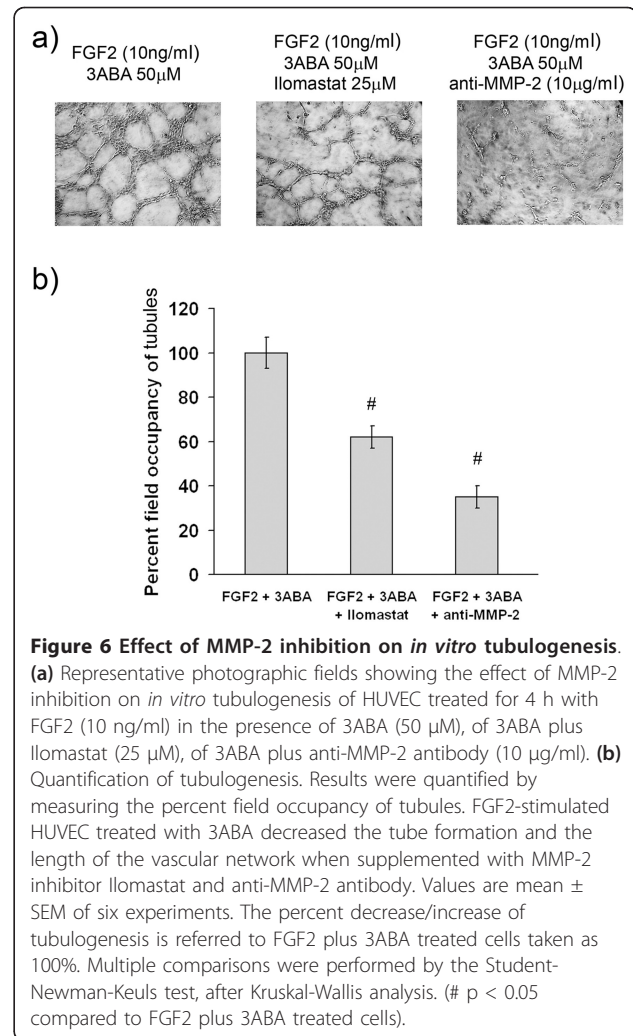 a)
FGF2 (10ng/ml)
3ABA 50μM
FGF2 (10ng/ml)
3ABA 50μM
Ilomastat 25μM
FGF2 (10ng/ml)
3ABA 50μM
anti-MMP-2 (10μg/ml)
b)
Percent field occupancy of tubules
120
100
80
60
40
20
0
#
#
FGF2 + 3ABA
FGF2 + 3ABA
+ Ilomastat
FGF2 + 3ABA
+ anti-MMP-2
Figure 6 Effect of MMP-2 inhibition on in vitro tubulogenesis.
(a) Representative photographic fields showing the effect of MMP-2
inhibition on in vitro tubulogenesis of HUVEC treated for 4 h with
FGF2 (10 ng/ml) in the presence of 3ABA (50 μM), of 3ABA plus
Ilomastat (25 μM), of 3ABA plus anti-MMP-2 antibody (10 μg/ml). (b)
Quantification of tubulogenesis. Results were quantified by
measuring the percent field occupancy of tubules. FGF2-stimulated
HUVEC treated with 3ABA decreased the tube formation and the
length of the vascular network when supplemented with MMP-2
inhibitor Ilomastat and anti-MMP-2 antibody. Values are mean ±
SEM of six experiments. The percent decrease/increase of
tubulogenesis is referred to FGF2 plus 3ABA treated cells taken as
100%. Multiple comparisons were performed by the Student-
Newman-Keuls test, after Kruskal-Wallis analysis. (# p < 0.05
compared to FGF2 plus 3ABA treated cells).